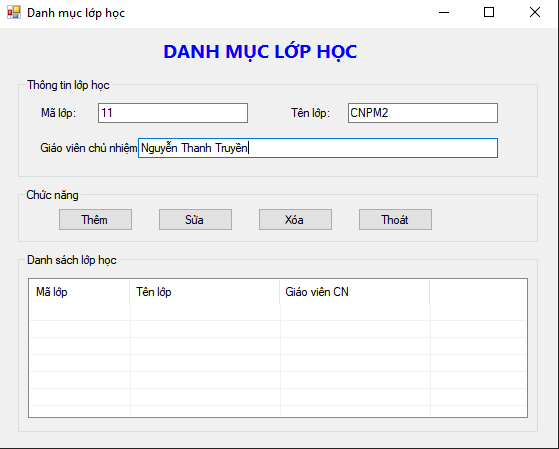 Danh mục lớp học
DANH MỤC LỚP HỌC
Thông tin lớp học
Mã lớp: 11 Tên lớp: CNPM2
Giáo viên chủ nhiệm Nguyễn Thanh Truyền
Chức năng
Thêm Sửa Xóa Thoát
Danh sách lớp học
Mã lớp Tên lớp Giáo viên CN